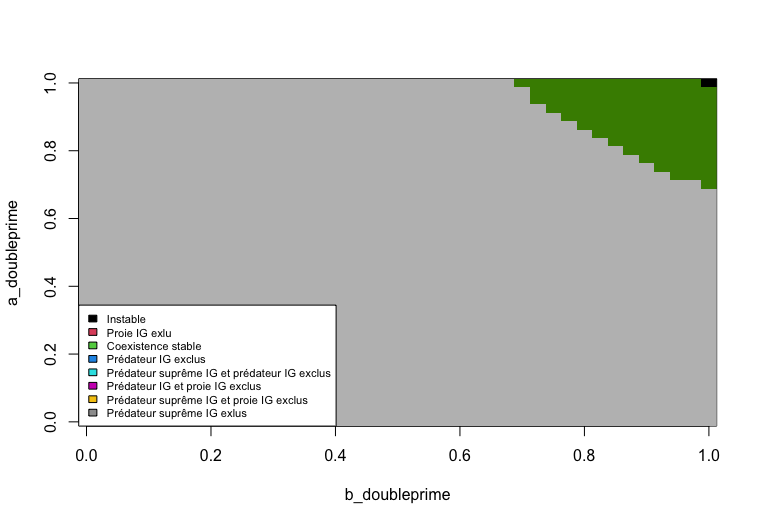 1.0
0.8
0.6
0.4
0.2
0.0
a_doubleprime
Instable
Proie IG exlu
Coexistence stable
Prédateur IG exclus
Prédateur suprême IG et prédateur IG exclus
Prédateur IG et proie IG exclus
Prédateur suprême IG et proie IG exclus
Prédateur suprême IG exlus
0.0 0.2 0.4 0.6 0.8 1.0
b_doubleprime